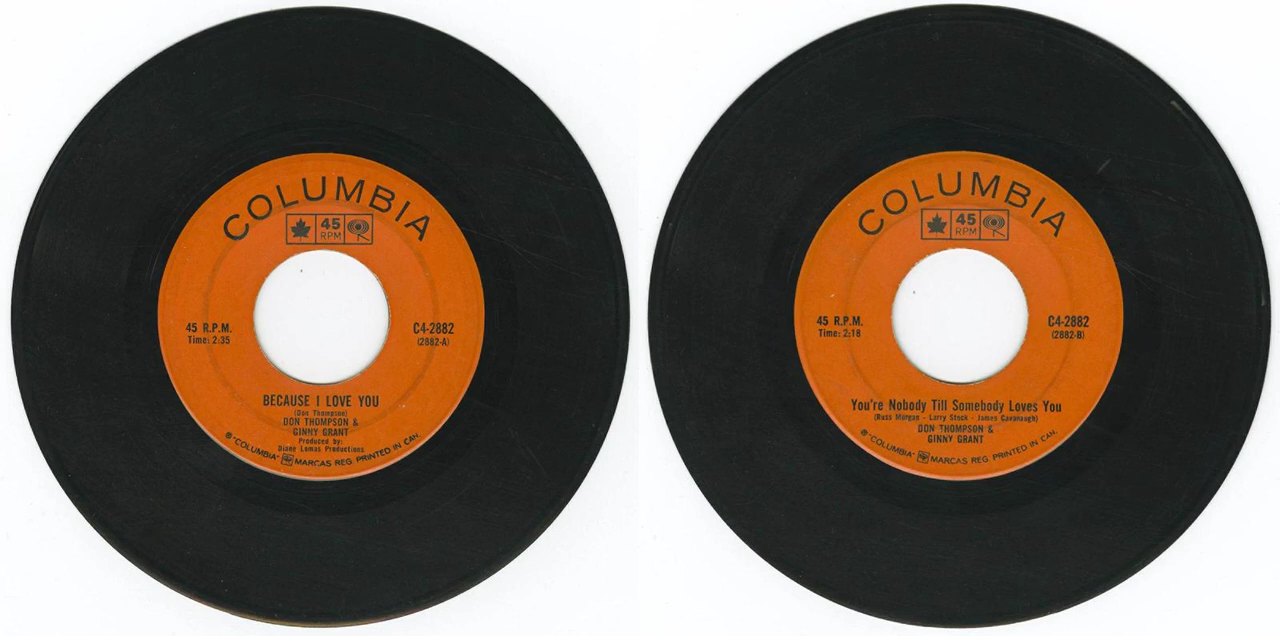 COLUMBIA
45
RPM
45 R.P.M.
Time: 2:35
C4-2882
(2882-A)
BECAUSE I LOVE YOU
(Don Thompson)
DON THOMPSON &
GINNY GRANT
Produced by:
Diane Lomas Productions
® "COLUMBIA" MARCAS REG. PRINTED IN CAN.
COLUMBIA
45
RPM
45 R.P.M.
Time: 2:18
C4-2882
(2882-B)
You're Nobody Till Somebody Loves You
(Russ Morgan - Larry Stock - James Cavanaugh)
DON THOMPSON &
GINNY GRANT
® "COLUMBIA" MARCAS REG. PRINTED IN CAN.